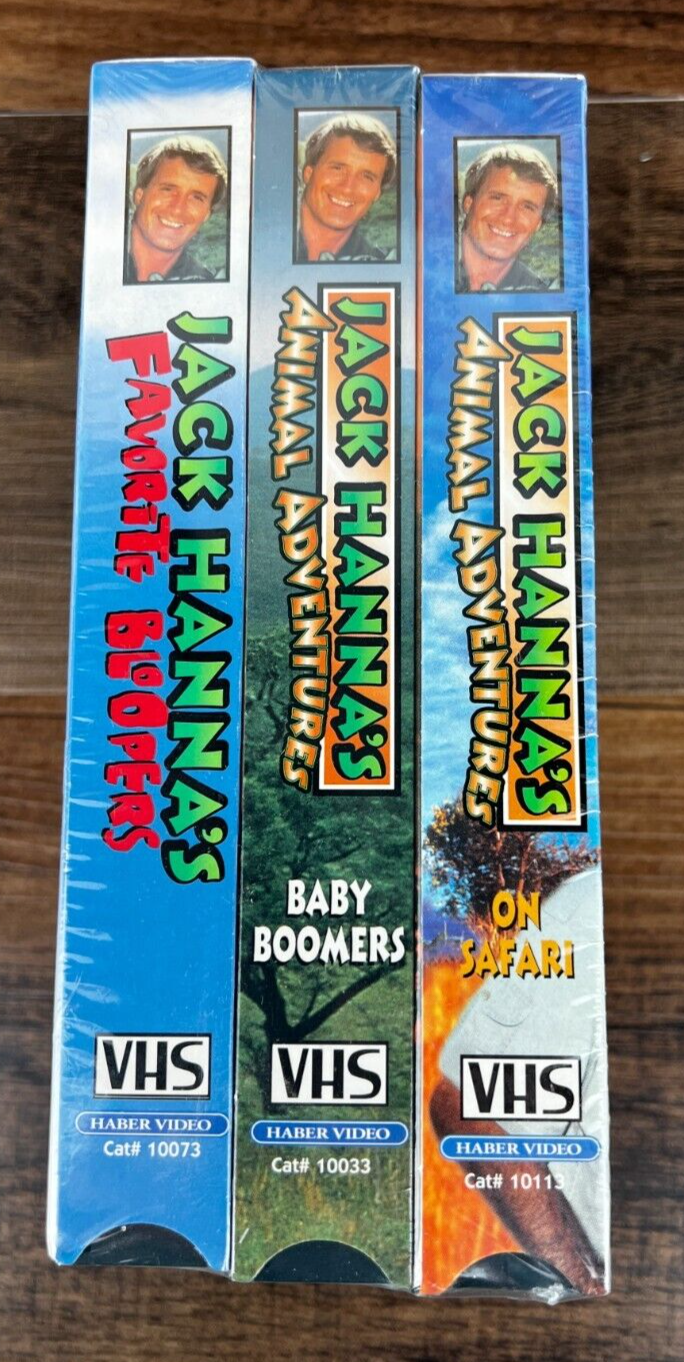 JACK HANNA'S
FAVORITE BLOOPERS
VHS
HABER VIDEO
Cat# 10073
JACK HANNA'S
ANIMAL ADVENTURES
BABY
BOOMERS
VHS
HABER VIDEO
Cat# 10033
JACK HANNA'S
ANIMAL ADVENTURES
ON
SAFARI
VHS
HABER VIDEO
Cat# 10113